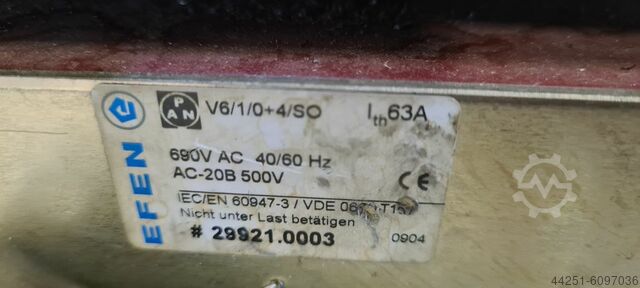 EFEN
PAN V6/1/0+4/SO Ith 63A
690V AC 40/60 Hz
AC-20B 500V CE
IEC/EN 60947-3 / VDE
Nicht unter Last betätigen
# 29921.0003 0904
44251-6097036